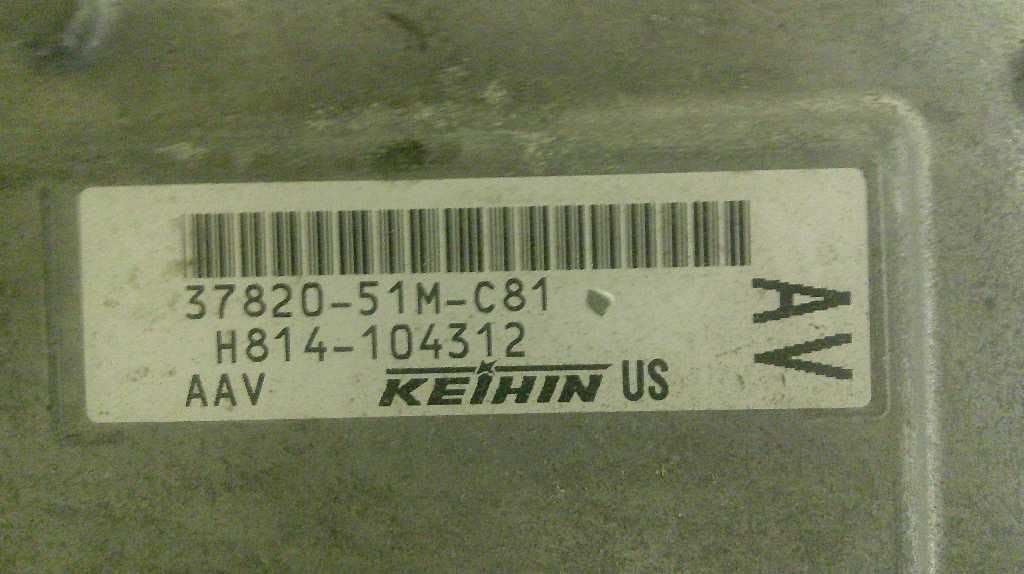 37820-51M-C81
H814-104312
AAV KEIHIN US
AV